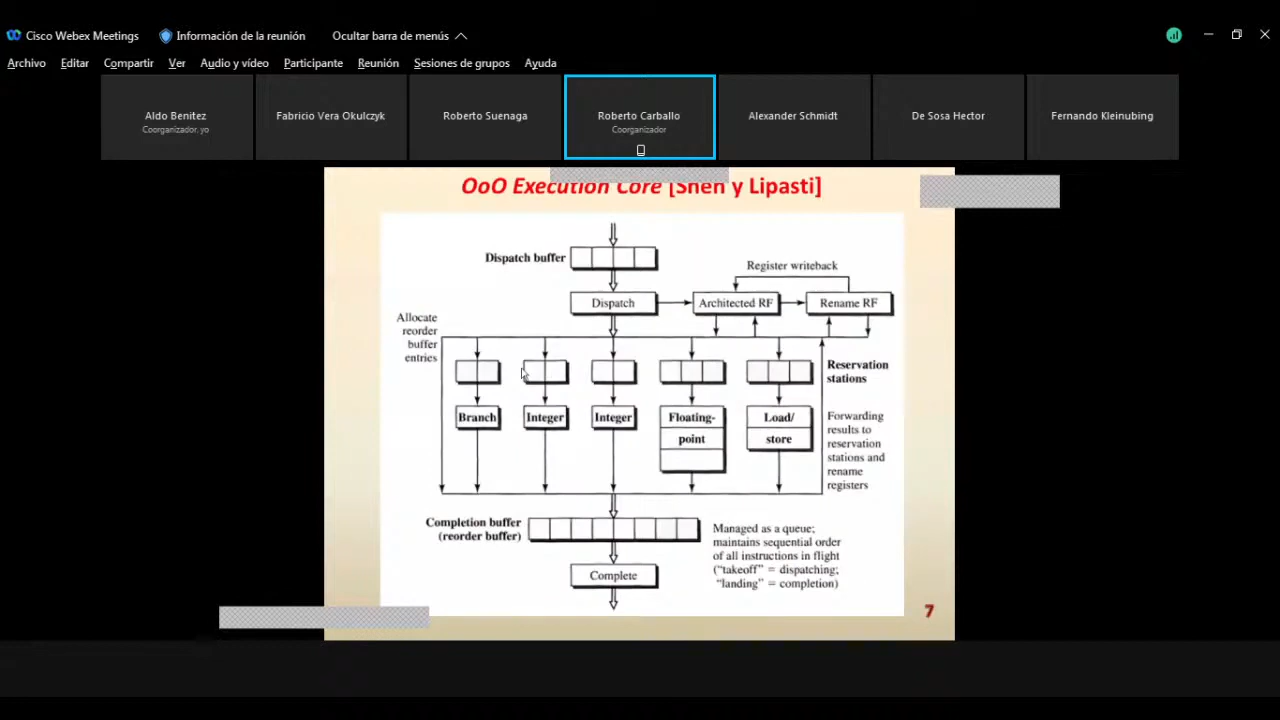 Cisco Webex Meetings
Información de la reunión
Ocultar barra de menús
Archivo
Editar
Compartir
Ver
Audio y vídeo
Participante
Reunión
Sesiones de grupos
Ayuda
Aldo Benitez
Coorganizador, yo
Fabricio Vera Okulczyk
Roberto Suenaga
Roberto Carballo
Coorganizador
Alexander Schmidt
De Sosa Hector
Fernando Kleinubing
OoO Execution Core [Shen y Lipasti]
Dispatch buffer
Register writeback
Dispatch
Architected RF
Rename RF
Allocate
reorder
buffer
entries
Reservation
stations
Branch
Integer
Integer
Floating-
point
Load/
store
Forwarding
results to
reservation
stations and
rename
registers
Completion buffer
(reorder buffer)
Managed as a queue;
maintains sequential order
of all instructions in flight
("takeoff" = dispatching;
"landing" = completion)
Complete
7